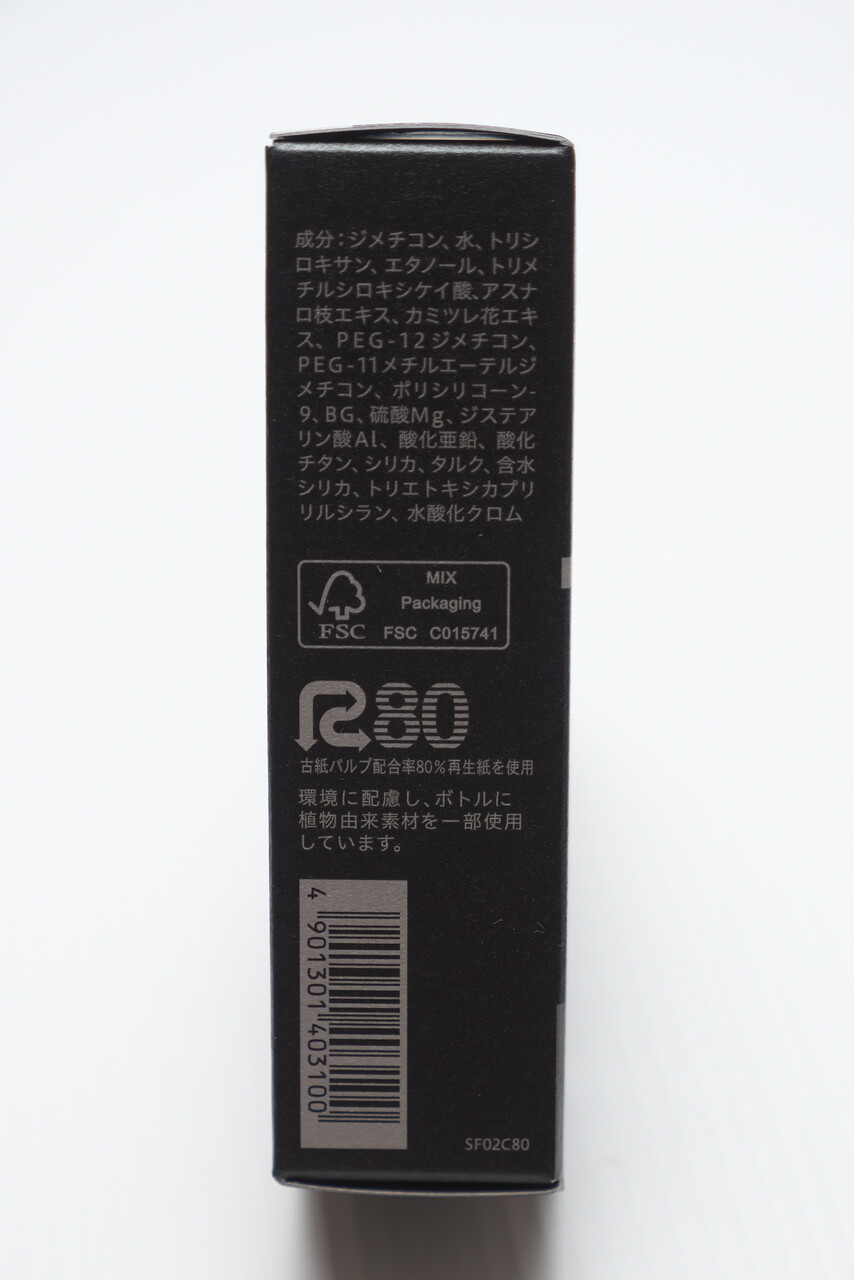 成分：ジメチコン、水、トリシ
ロキサン、エタノール、トリメ
チルシロキシケイ酸、アスナ
ロ枝エキス、カミツレ花エキ
ス、PEG-12ジメチコン、
PEG-11メチルエーテルジ
メチコン、ポリシリコーン-
9、BG、硫酸Mg、ジステア
リン酸Al、酸化亜鉛、酸化
チタン、シリカ、タルク、含水
シリカ、トリエトキシカプリ
リルシラン、水酸化クロム
MIX
Packaging
FSC FSC C015741
R80
古紙パルプ配合率80%再生紙を使用
環境に配慮し、ボトルに
植物由来素材を一部使用
しています。
4 901301 403100
SF02C80